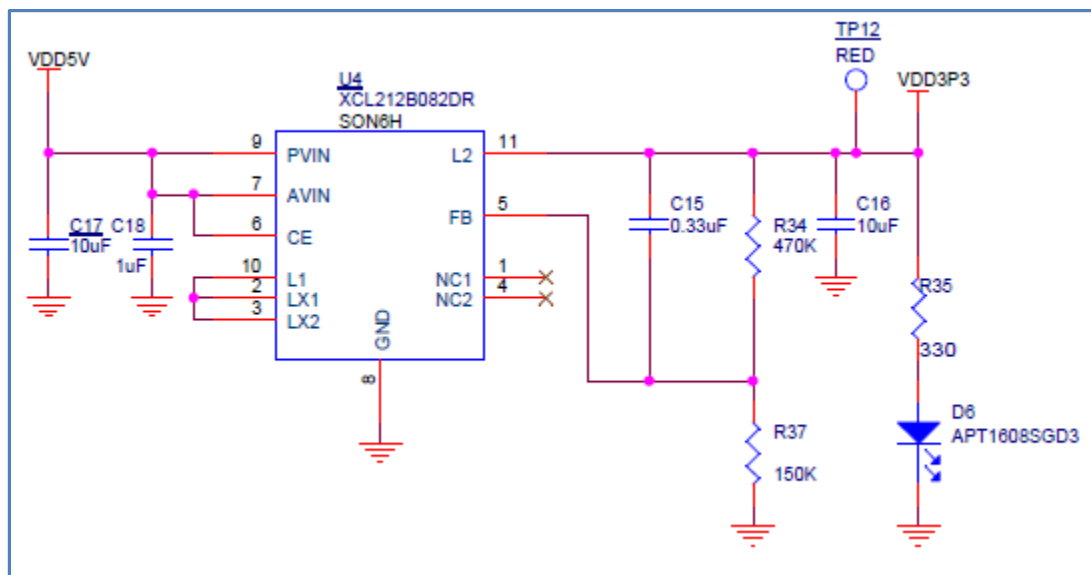 TP12
RED
VDD5V
VDD3P3
U4
XCL212B082DR
SON6H
9
PVIN
L2
11
7
AVIN
6
CE
FB
5
C17
10uF
C18
1uF
C15
0.33uF
R34
470K
C16
10uF
10
L1
2
LX1
3
LX2
NC1
1
NC2
4
GND
8
R35
330
R37
150K
D6
APT1608SGD3